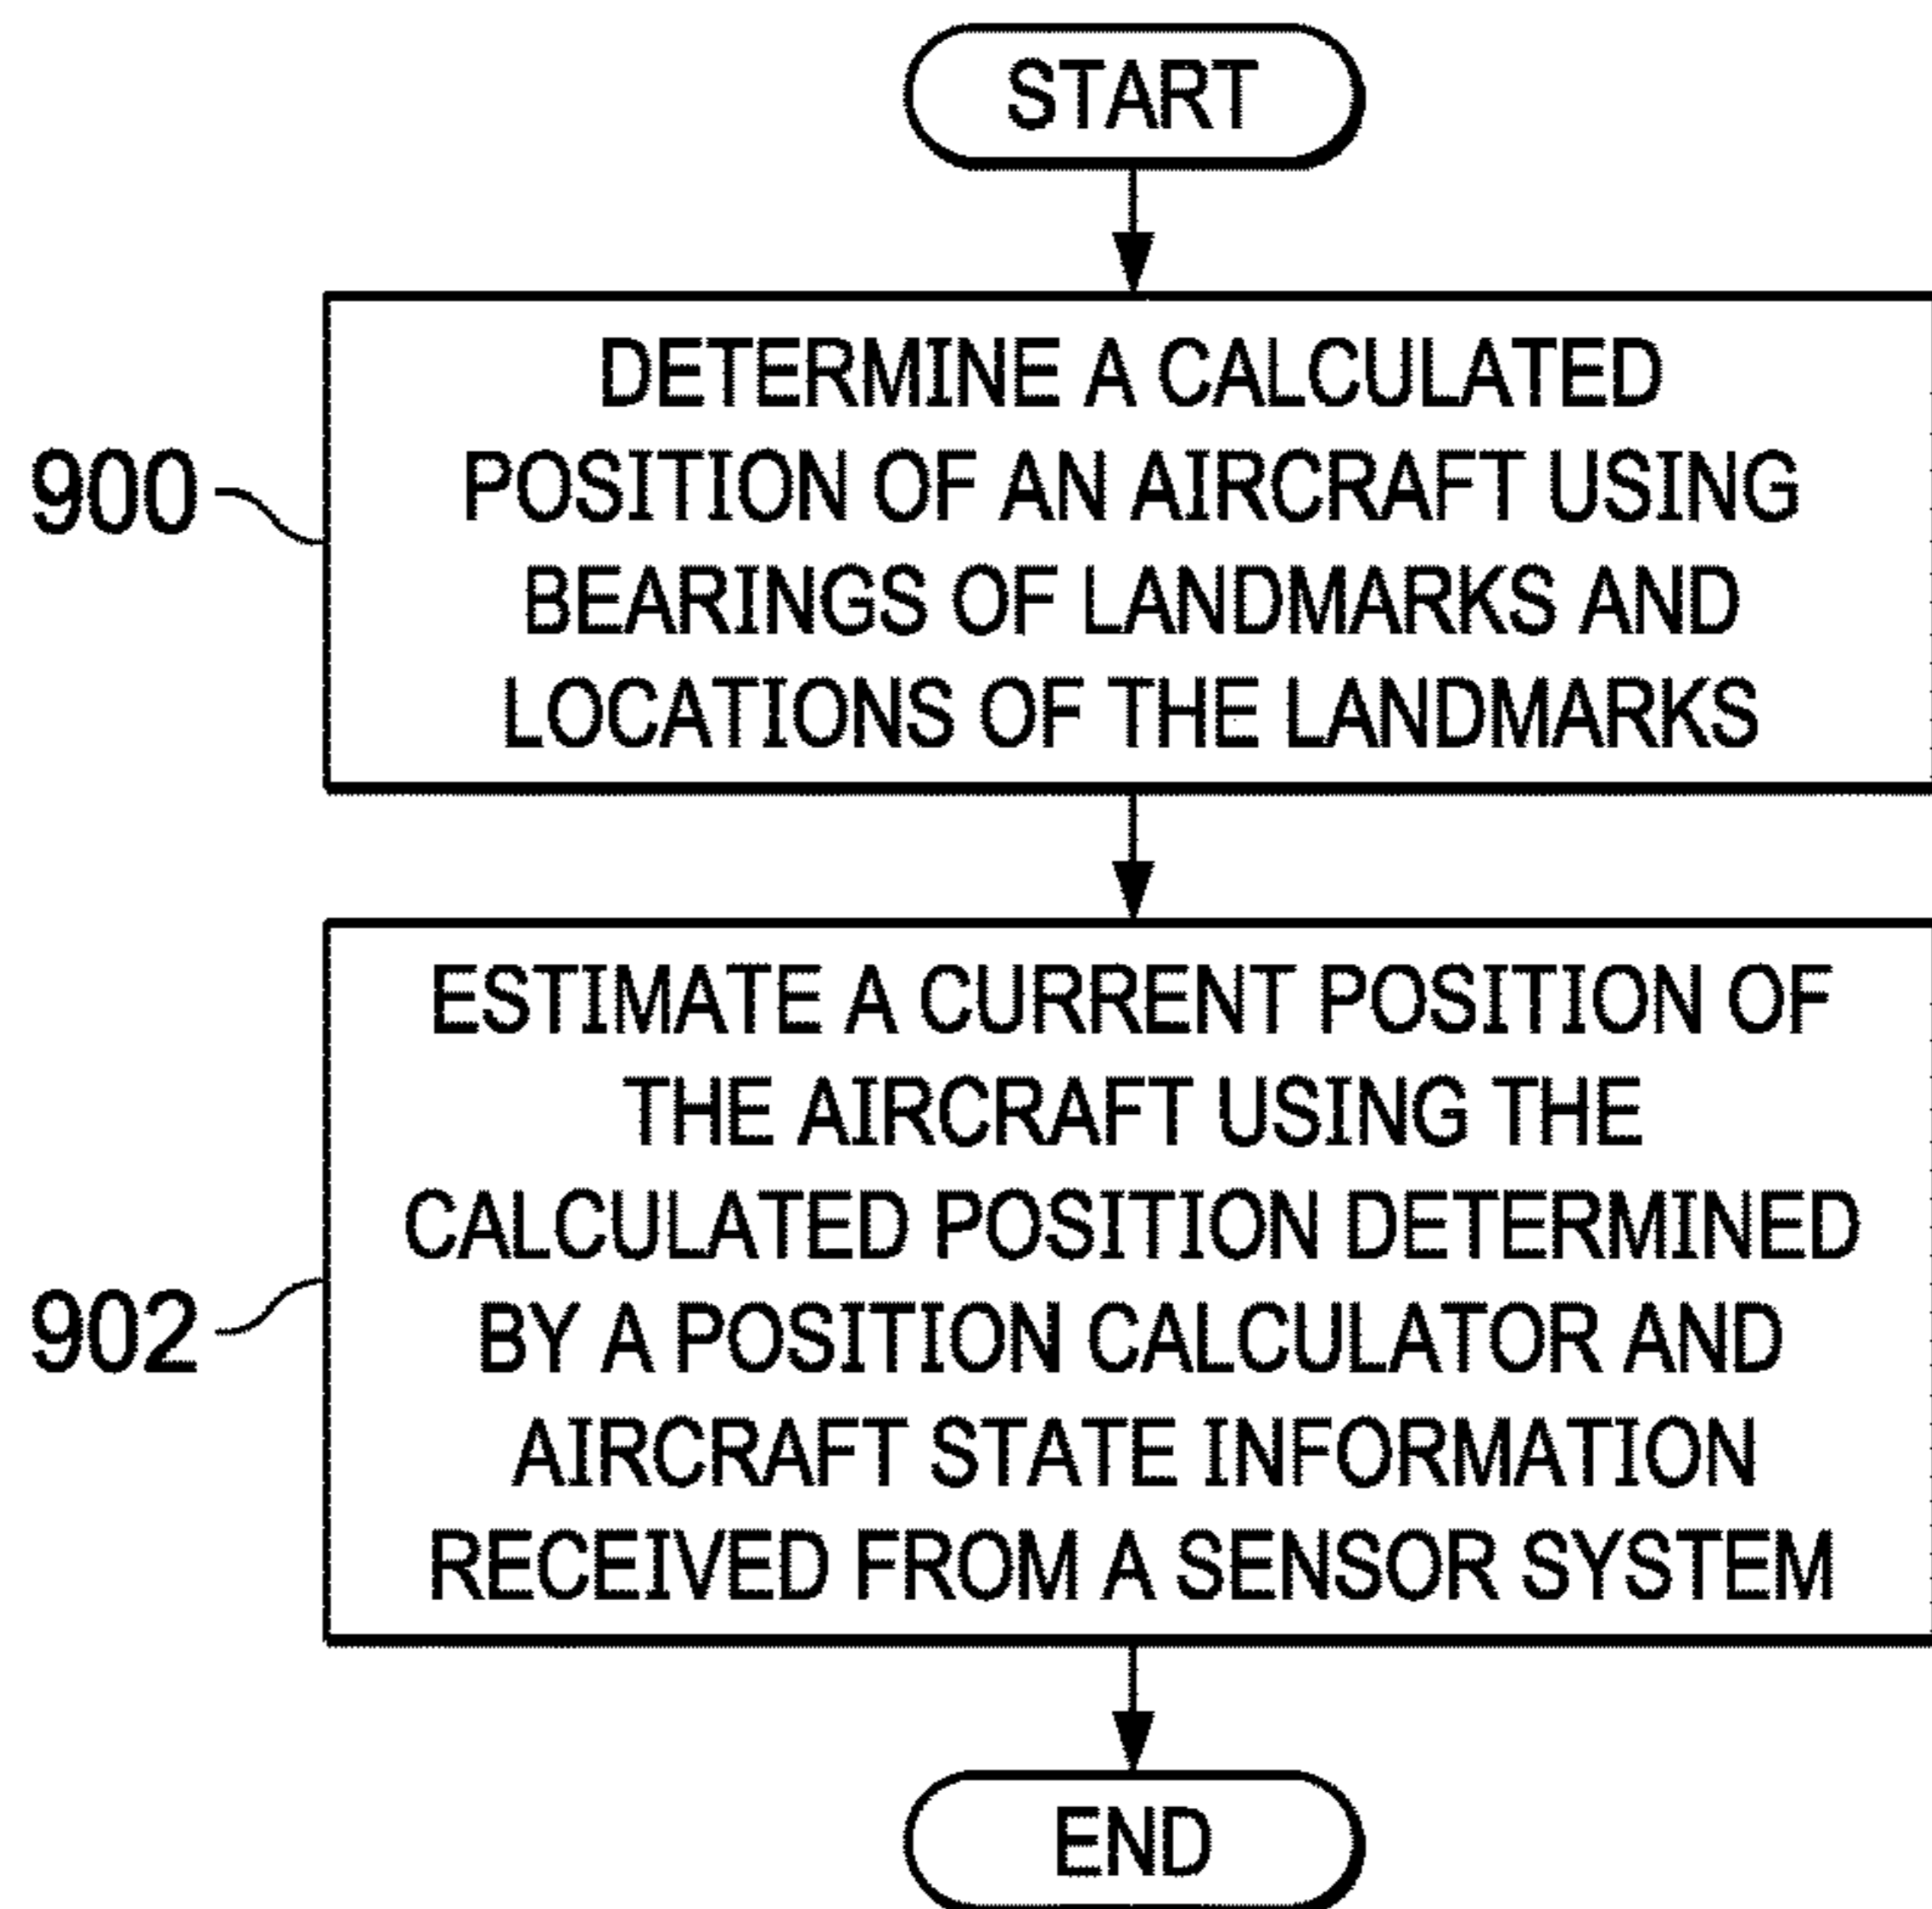 START
900
DETERMINE A CALCULATED
POSITION OF AN AIRCRAFT USING
BEARINGS OF LANDMARKS AND
LOCATIONS OF THE LANDMARKS
902
ESTIMATE A CURRENT POSITION OF
THE AIRCRAFT USING THE
CALCULATED POSITION DETERMINED
BY A POSITION CALCULATOR AND
AIRCRAFT STATE INFORMATION
RECEIVED FROM A SENSOR SYSTEM
END